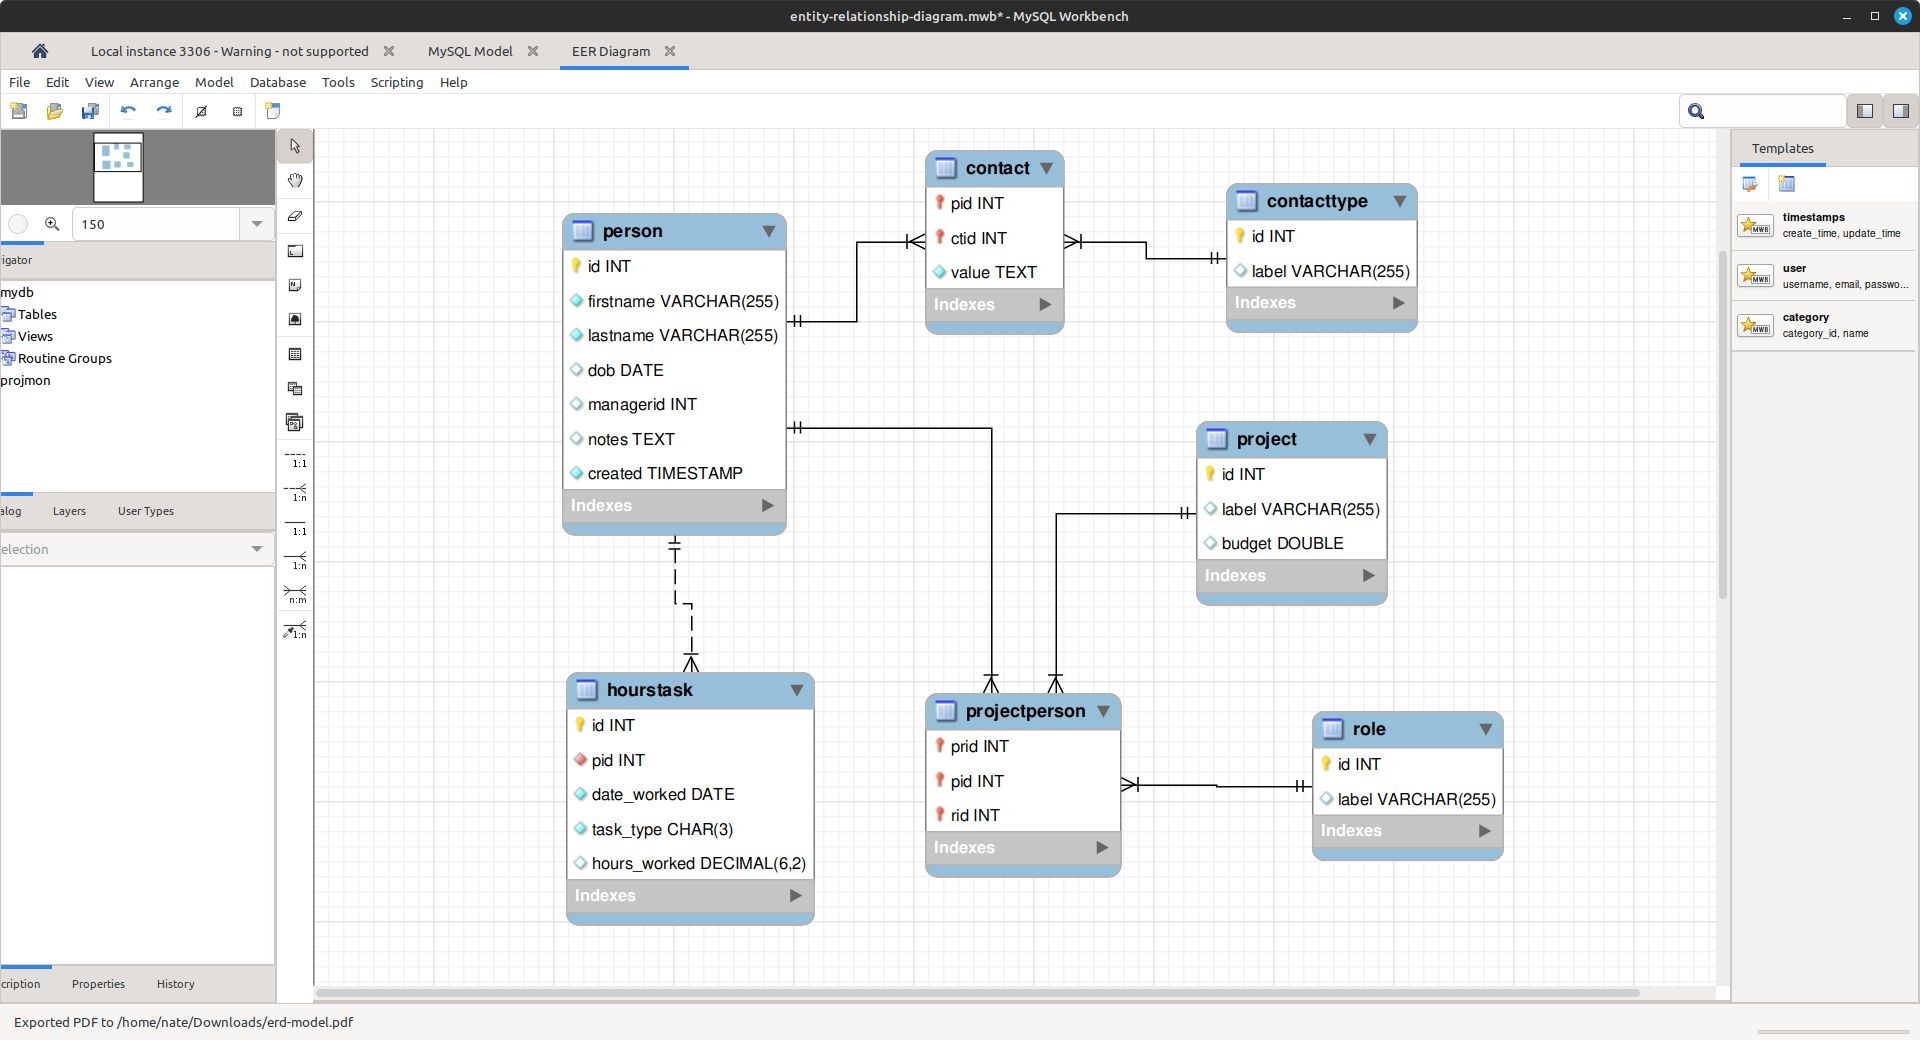 entity-relationship-diagram.mwb* - MySQL Workbench
Local instance 3306 - Warning - not supported
MySQL Model
EER Diagram
File Edit View Arrange Model Database Tools Scripting Help
150
igator
mydb
Tables
Views
Routine Groups
projmon
alog Layers User Types
election
cription Properties History
1:1
1:n
1:1
1:n
n:m
1:n
person
id INT
firstname VARCHAR(255)
lastname VARCHAR(255)
dob DATE
managerid INT
notes TEXT
created TIMESTAMP
Indexes
contact
pid INT
ctid INT
value TEXT
Indexes
contacttype
id INT
label VARCHAR(255)
Indexes
project
id INT
label VARCHAR(255)
budget DOUBLE
Indexes
hourstask
id INT
pid INT
date_worked DATE
task_type CHAR(3)
hours_worked DECIMAL(6,2)
Indexes
projectperson
prid INT
pid INT
rid INT
Indexes
role
id INT
label VARCHAR(255)
Indexes
Templates
MWB
timestamps
create_time, update_time
MWB
user
username, email, passwo...
MWB
category
category_id, name
Exported PDF to /home/nate/Downloads/erd-model.pdf